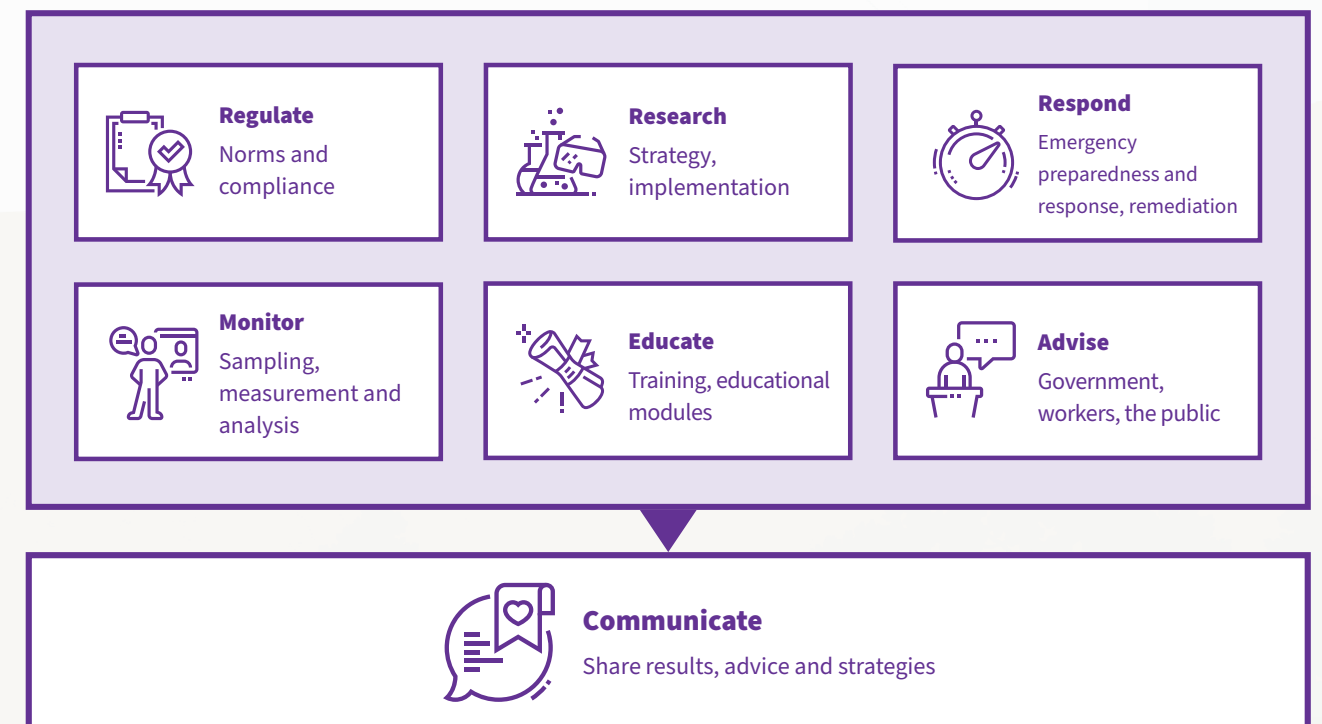 Regulate
Norms and
compliance
Research
Strategy,
implementation
Respond
Emergency
preparedness and
response, remediation
Monitor
Sampling,
measurement and
analysis
Educate
Training, educational
modules
Advise
Government,
workers, the public
Communicate
Share results, advice and strategies